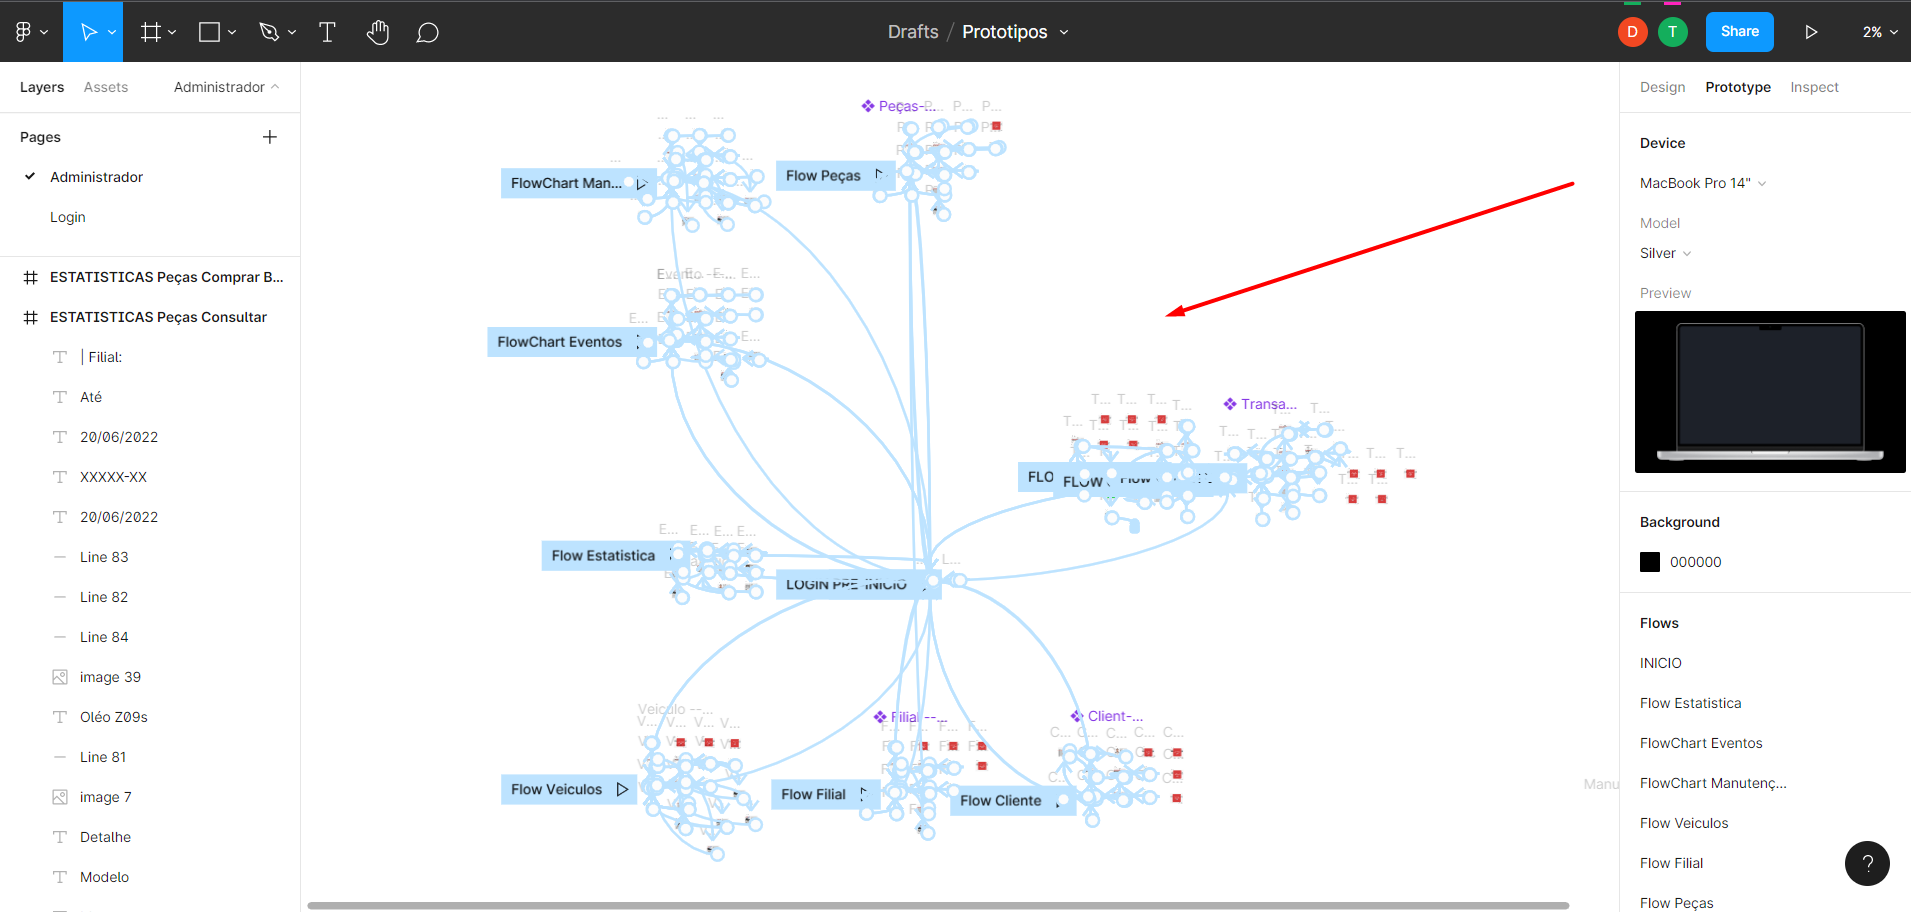 Drafts / Prototipos
D
T
Share
2%
Layers
Assets
Administrador
Pages
Administrador
Login
ESTATISTICAS Peças Comprar B...
ESTATISTICAS Peças Consultar
| Filial:
Até
20/06/2022
XXXXX-XX
20/06/2022
Line 83
Line 82
Line 84
image 39
Oléo Z09s
Line 81
image 7
Detalhe
Modelo
Peças-...
P...
P...
P...
FlowChart Man...
Flow Peças
Evento --...
E...
E...
E...
FlowChart Eventos
T...
T...
T...
T...
Transa...
T...
FLO
FLOW
Flow
E...
E...
E...
E...
Flow Estatistica
L...
LOGIN PRE-INICIO
Veiculo --...
V...
V...
V...
V...
Filial --...
Client-...
C...
C...
C...
C...
C...
Flow Veiculos
Flow Filial
Flow Cliente
Manu
Design
Prototype
Inspect
Device
MacBook Pro 14"
Model
Silver
Preview
Background
000000
Flows
INICIO
Flow Estatistica
FlowChart Eventos
FlowChart Manutenç...
Flow Veiculos
Flow Filial
Flow Peças
?